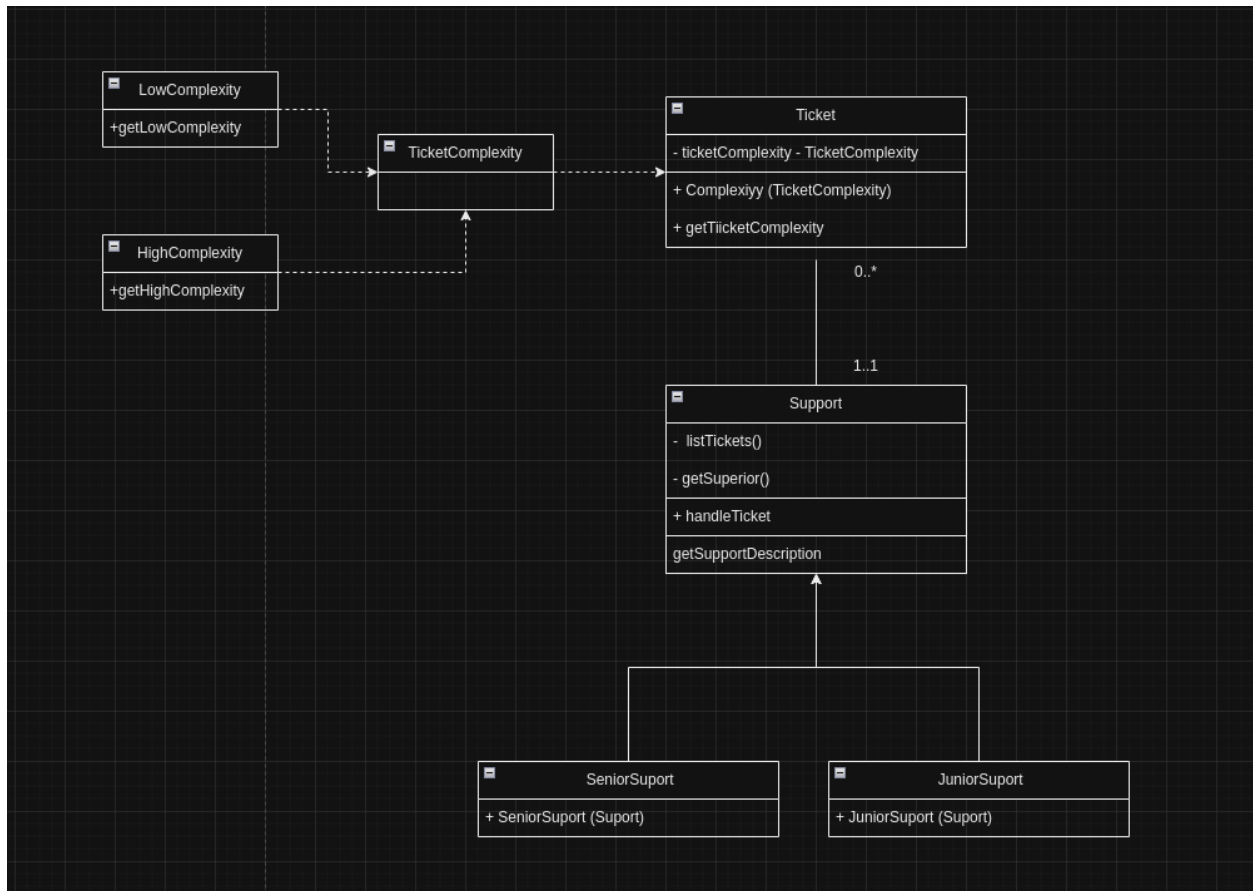 LowComplexity
+getLowComplexity
TicketComplexity
HighComplexity
+getHighComplexity
Ticket
- ticketComplexity - TicketComplexity
+ Complexiyy (TicketComplexity)
+ getTiicketComplexity
0..*
1..1
Support
- listTickets()
- getSuperior()
+ handleTicket
getSupportDescription
SeniorSuport
+ SeniorSuport (Suport)
JuniorSuport
+ JuniorSuport (Suport)